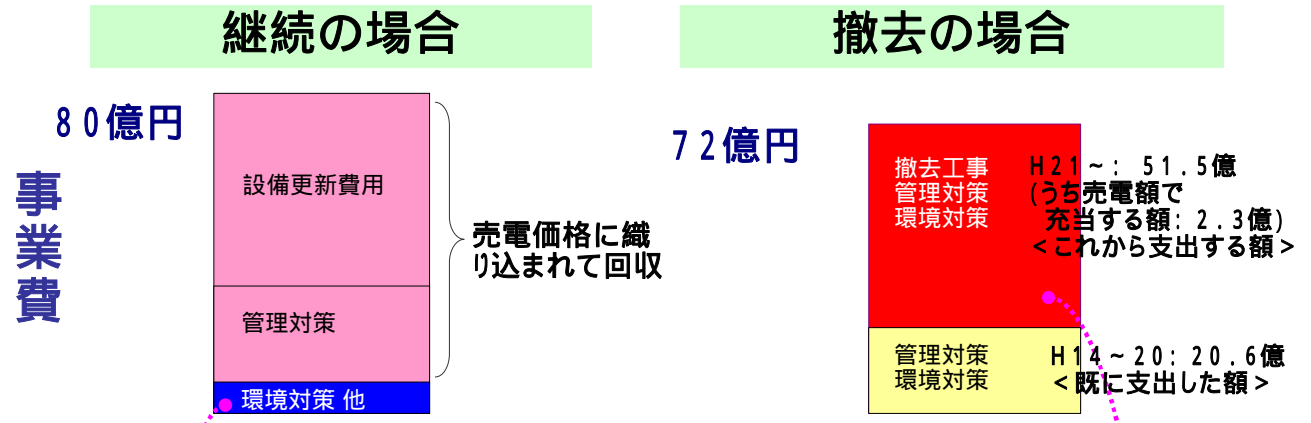 継続の場合
撤去の場合
80億円
72億円
事業費
設備更新費用
管理対策
環境対策 他
売電価格に織
り込まれて回収
撤去工事
管理対策
環境対策
H21~: 51.5億
(うち売電額で
充当する額:2.3億)
<これから支出する額>
管理対策
環境対策
H14~20:20.6億
<既に支出した額>